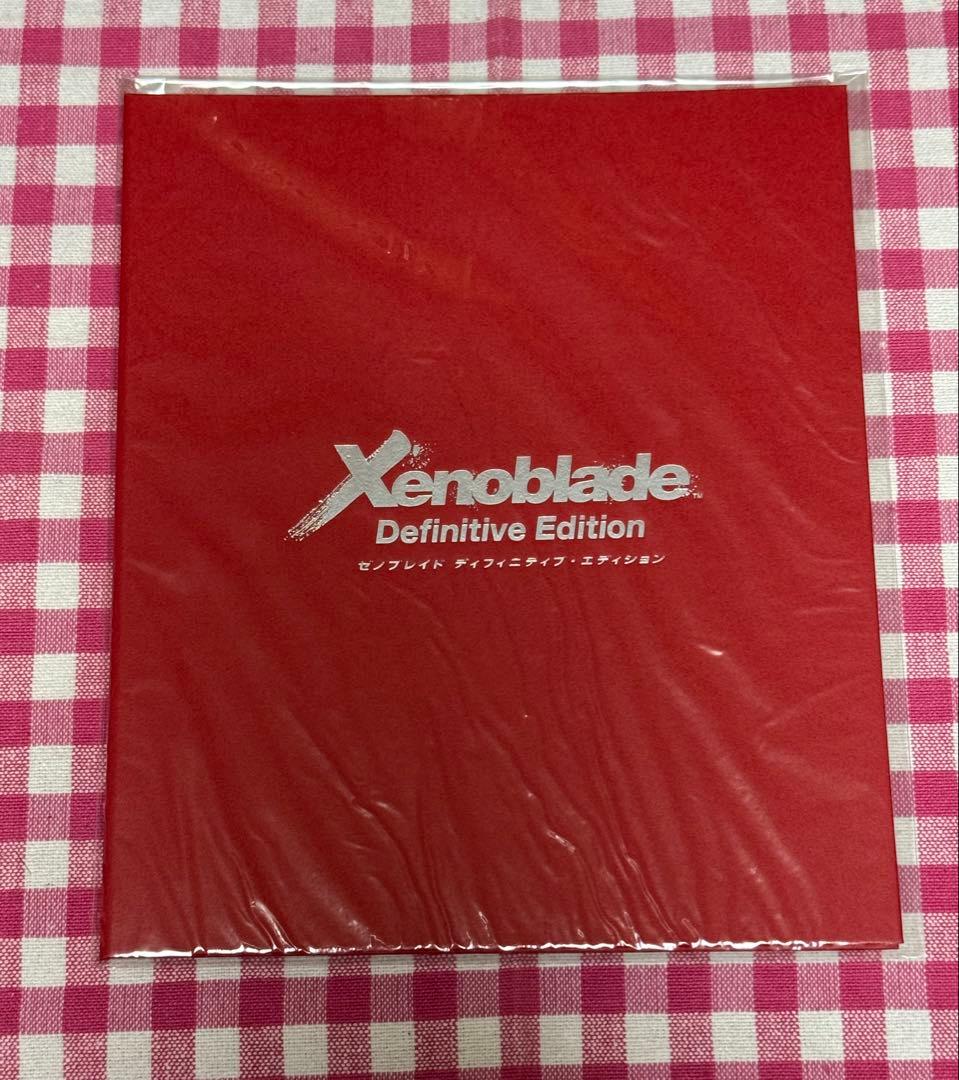 Xenoblade
Definitive Edition
ゼノブレイド ディフィニティブ・エディション